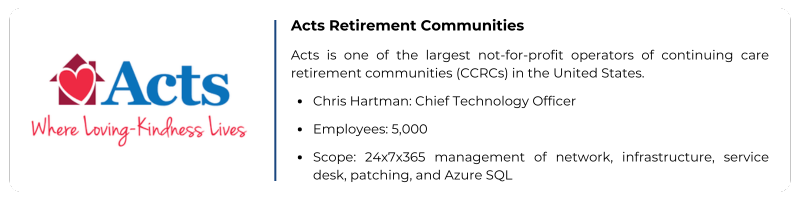 Acts
Where Loving-Kindness Lives
Acts Retirement Communities
Acts is one of the largest not-for-profit operators of continuing care
retirement communities (CCRCs) in the United States.
• Chris Hartman: Chief Technology Officer
• Employees: 5,000
• Scope: 24x7x365 management of network, infrastructure, service
desk, patching, and Azure SQL